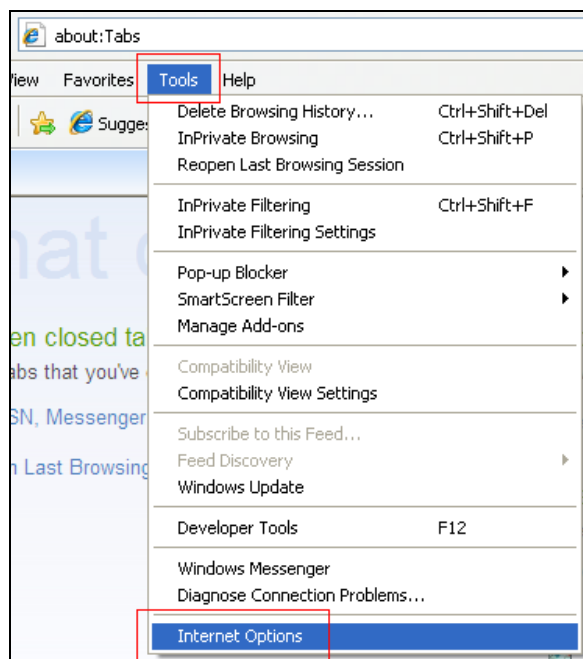 about:Tabs
View Favorites Tools Help
Sugge
Delete Browsing History... Ctrl+Shift+Del
InPrivate Browsing Ctrl+Shift+P
Reopen Last Browsing Session
InPrivate Filtering Ctrl+Shift+F
InPrivate Filtering Settings
hat
Pop-up Blocker
SmartScreen Filter
Manage Add-ons
en closed ta
abs that you've
Compatibility View
Compatibility View Settings
SN, Messenger
Subscribe to this Feed...
Feed Discovery
n Last Browsing
Windows Update
Developer Tools F12
Windows Messenger
Diagnose Connection Problems...
Internet Options